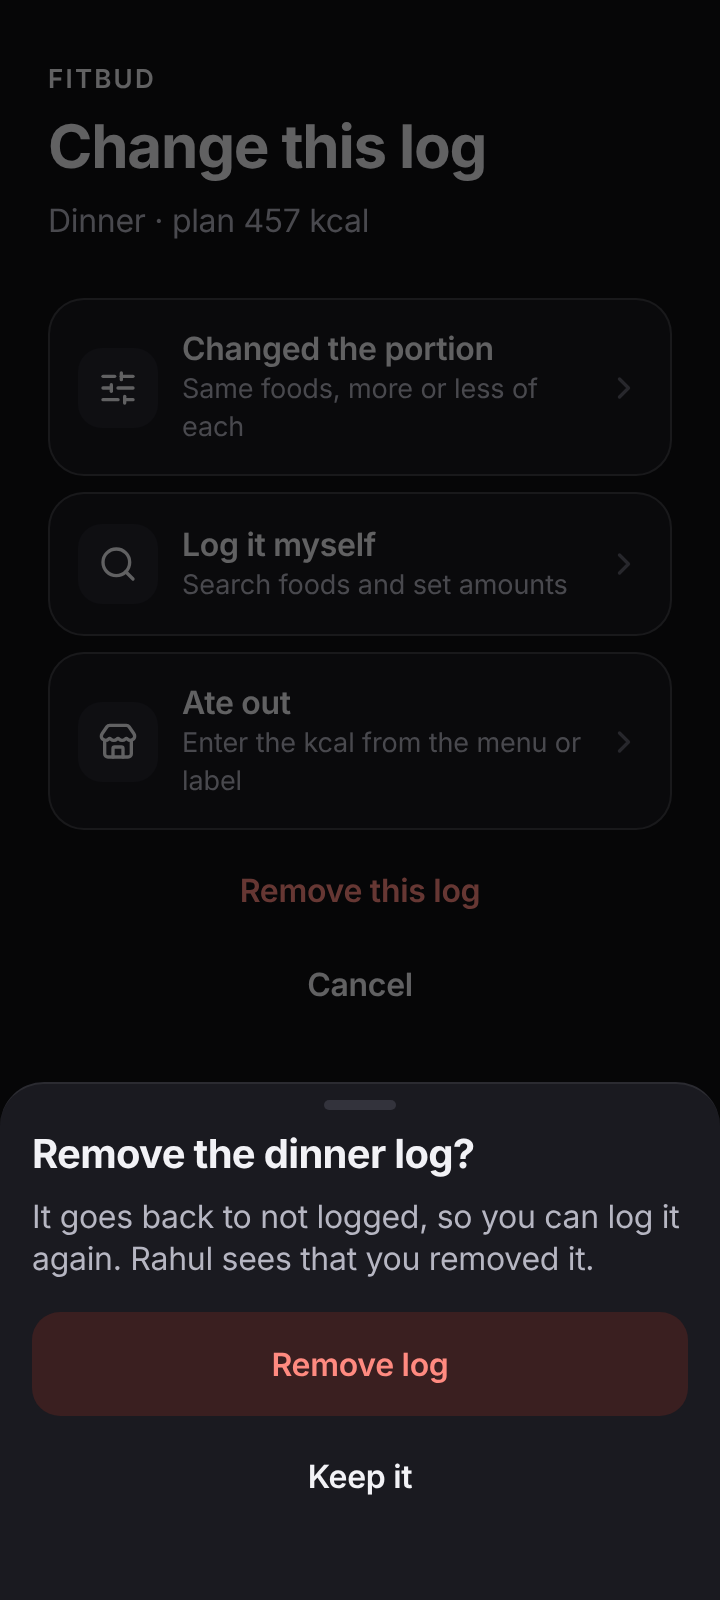 FITBUD
Change this log
Dinner · plan 457 kcal
Changed the portion
Same foods, more or less of
each
Log it myself
Search foods and set amounts
Ate out
Enter the kcal from the menu or
label
Remove this log
Cancel
Remove the dinner log?
It goes back to not logged, so you can log it
again. Rahul sees that you removed it.
Remove log
Keep it